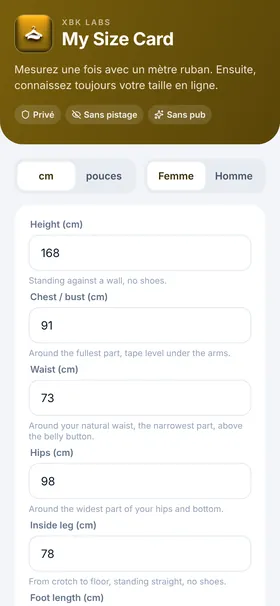 XBK LABS
My Size Card
Mesurez une fois avec un mètre ruban. Ensuite,
connaissez toujours votre taille en ligne.
Privé
Sans pistage
Sans pub
cm
pouces
Femme
Homme
Height (cm)
168
Standing against a wall, no shoes.
Chest / bust (cm)
91
Around the fullest part, tape level under the arms.
Waist (cm)
73
Around your natural waist, the narrowest part, above
the belly button.
Hips (cm)
98
Around the widest part of your hips and bottom.
Inside leg (cm)
78
From crotch to floor, standing straight, no shoes.
Foot length (cm)